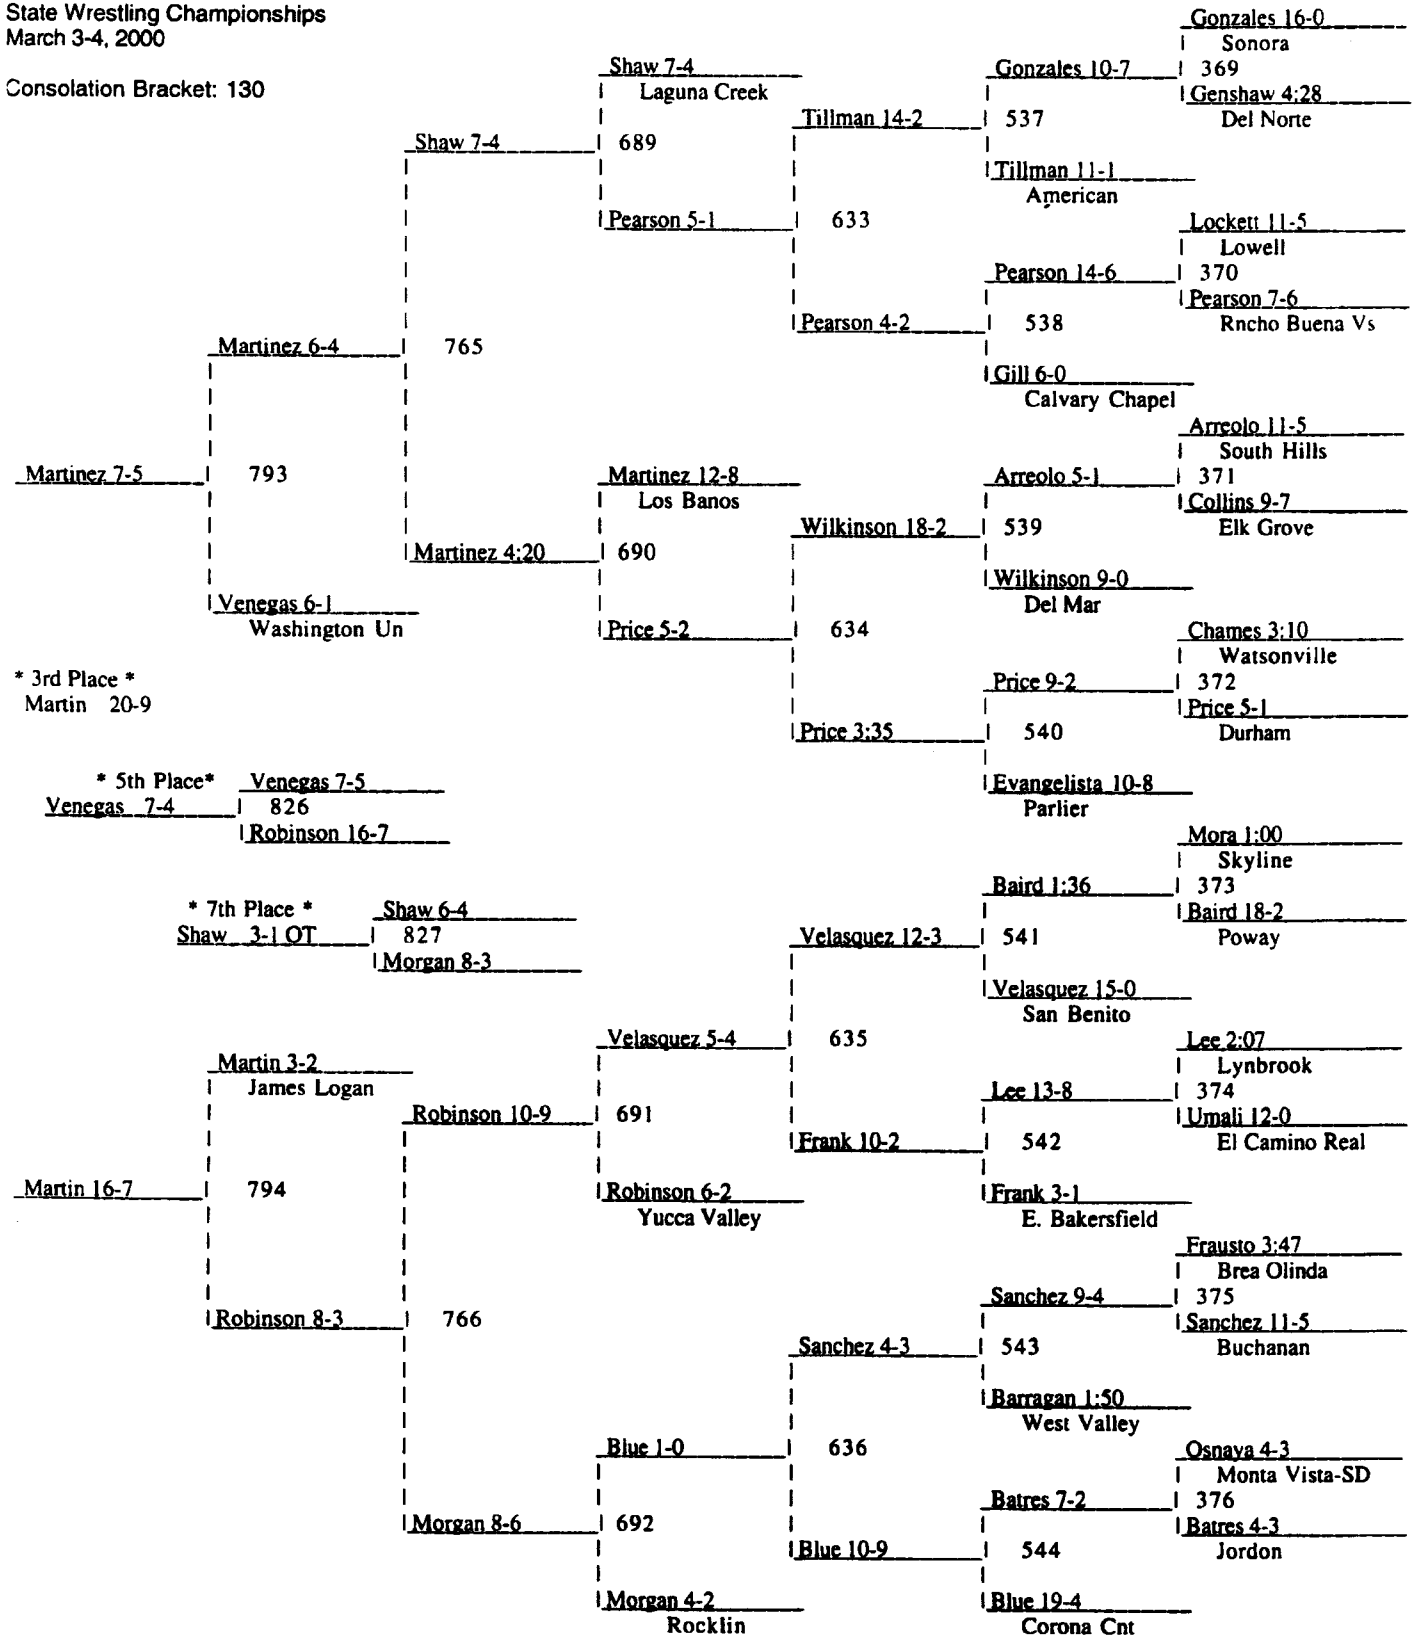 State Wrestling Championships
March 3-4, 2000
Consolation Bracket: 130
Gonzales 16-0
Sonora
369
Genshaw 4:28
Del Norte
Gonzales 10-7
537
Tillman 11-1
American
Lockett 11-5
Lowell
370
Pearson 7-6
Rncho Buena Vs
Pearson 14-6
538
Gill 6-0
Calvary Chapel
Tillman 14-2
633
Pearson 4-2
Shaw 7-4
Laguna Creek
689
Pearson 5-1
Shaw 7-4
765
Martinez 4:20
Arreolo 11-5
South Hills
371
Collins 9-7
Elk Grove
Arreolo 5-1
539
Wilkinson 9-0
Del Mar
Chames 3:10
Watsonville
372
Price 5-1
Durham
Price 9-2
540
Evangelista 10-8
Parlier
Wilkinson 18-2
634
Price 3:35
Martinez 12-8
Los Banos
690
Price 5-2
Martinez 6-4
793
Venegas 6-1
Washington Un
Martinez 7-5
* 3rd Place *
Martin 20-9
* 5th Place*
Venegas 7-4
Venegas 7-5
826
Robinson 16-7
* 7th Place *
Shaw 3-1 OT
Shaw 6-4
827
Morgan 8-3
Mora 1:00
Skyline
373
Baird 18-2
Poway
Baird 1:36
541
Velasquez 15-0
San Benito
Lee 2:07
Lynbrook
374
Umali 12-0
El Camino Real
Lee 13-8
542
Frank 3-1
E. Bakersfield
Velasquez 12-3
635
Frank 10-2
Velasquez 5-4
691
Robinson 6-2
Yucca Valley
Martin 3-2
James Logan
794
Robinson 8-3
Martin 16-7
Robinson 10-9
766
Morgan 8-6
Frausto 3:47
Brea Olinda
375
Sanchez 11-5
Buchanan
Sanchez 9-4
543
Barragan 1:50
West Valley
Osnaya 4-3
Monta Vista-SD
376
Batres 4-3
Jordon
Batres 7-2
544
Blue 19-4
Corona Cnt
Sanchez 4-3
636
Blue 10-9
Blue 1-0
692
Morgan 4-2
Rocklin